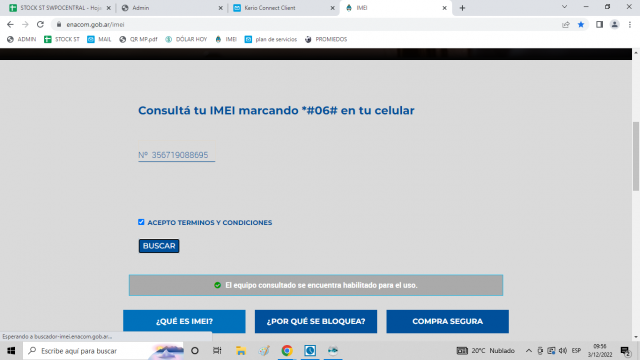 STOCK ST SWPOCENTRAL - Hoja
Admin
Kerio Connect Client
IMEI
enacom.gob.ar/imei
ADMIN
STOCK ST
MAIL
QR MP.pdf
DÓLAR HOY
IMEI
plan de servicios
PROMIEDOS
Consultá tu IMEI marcando *#06# en tu celular
Nº 356719088695
ACEPTO TERMINOS Y CONDICIONES
BUSCAR
El equipo consultado se encuentra habilitado para el uso.
¿QUÉ ES IMEI?
¿POR QUÉ SE BLOQUEA?
COMPRA SEGURA
Esperando a buscador-imei.enacom.gob.ar...
Escribe aquí para buscar
20°C Nublado
ESP
09:56
3/12/2022